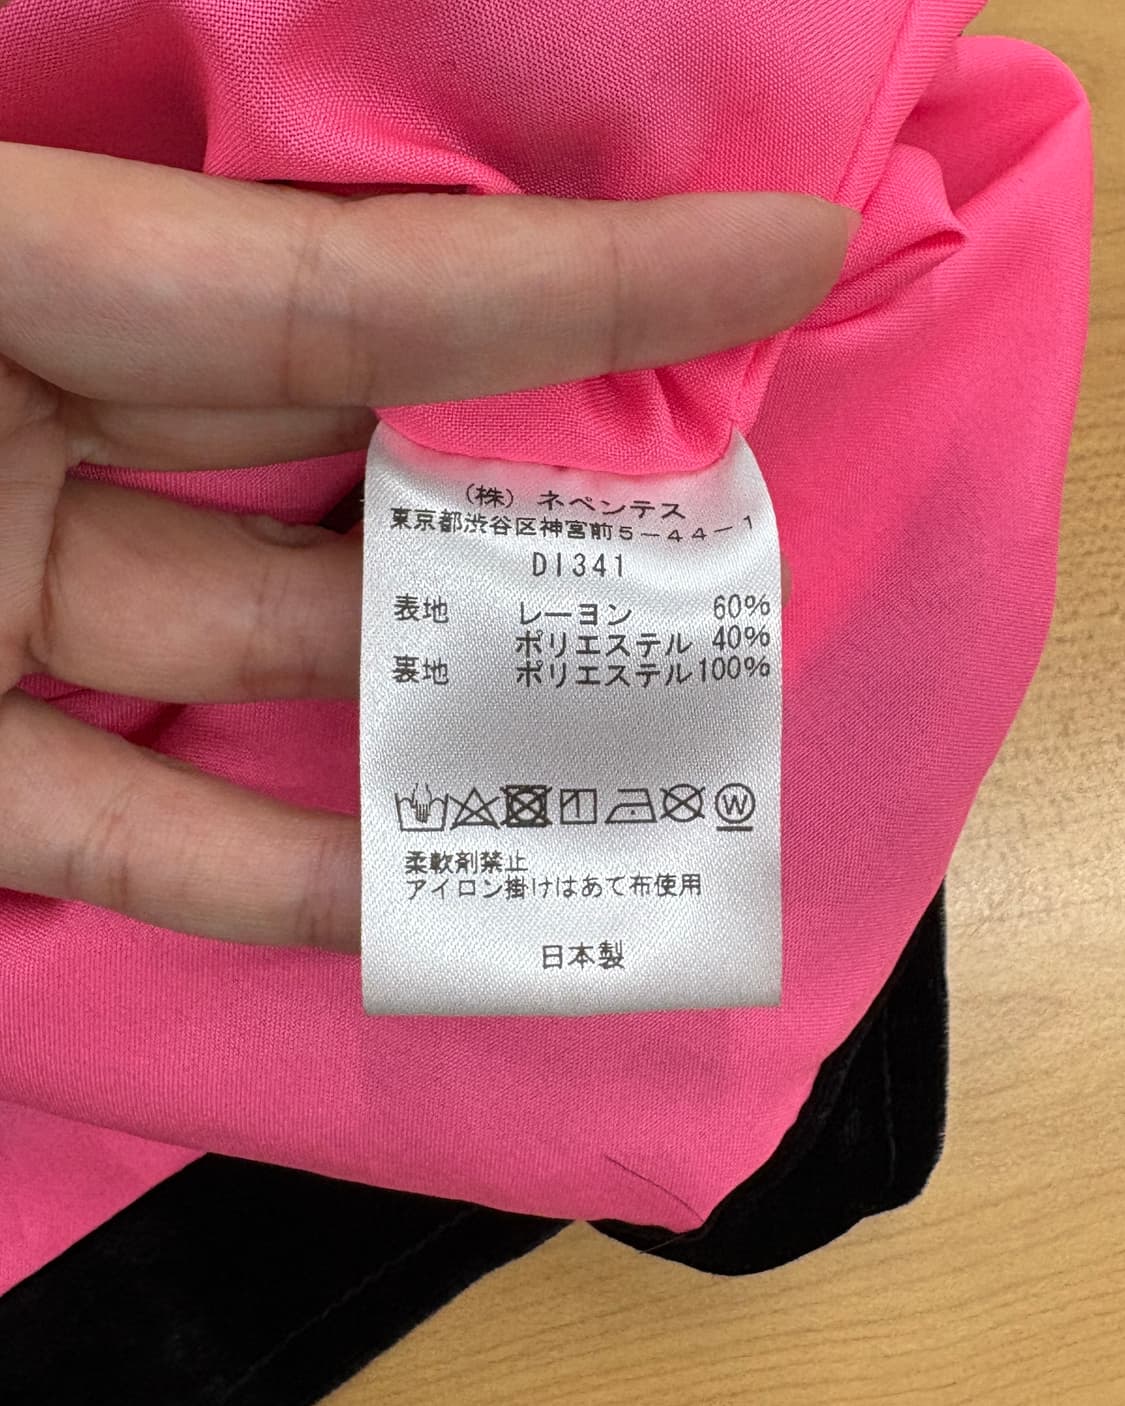 (株) ネペンテス
東京都渋谷区神宮前5-44-1
DI341
表地 レーヨン 60%
ポリエステル 40%
裏地 ポリエステル 100%
W
柔軟剤禁止
アイロン掛けはあて布使用
日本製